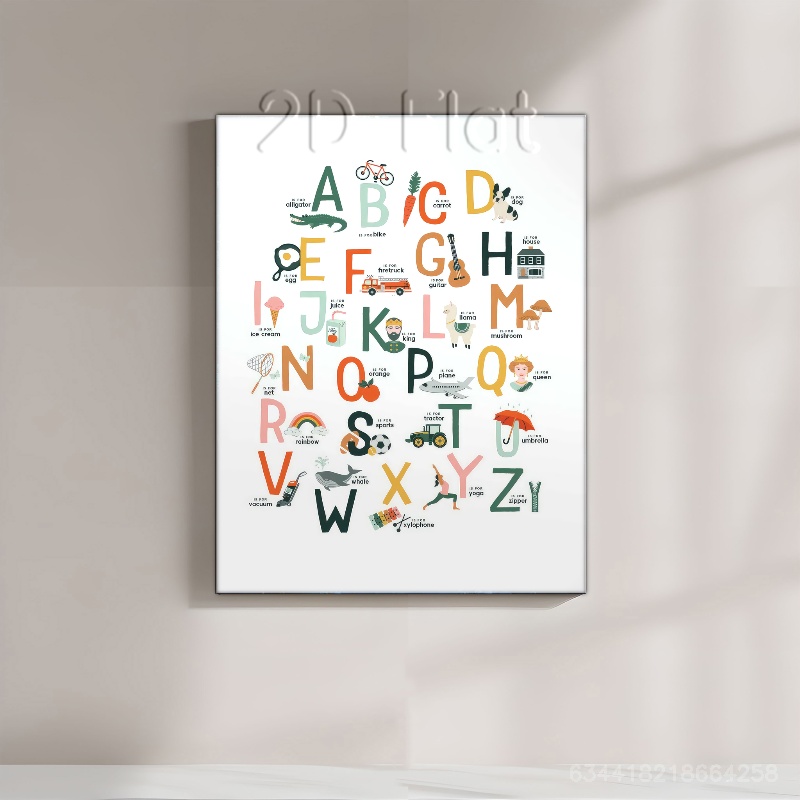 2D Flat
A IS FOR alligator
B IS FOR bike
C IS FOR carrot
D IS FOR dog
E IS FOR egg
F IS FOR firetruck
G IS FOR guitar
H IS FOR house
I IS FOR ice cream
J IS FOR juice
K IS FOR king
L IS FOR llama
M IS FOR mushroom
N IS FOR net
O IS FOR orange
P IS FOR plane
Q IS FOR queen
R IS FOR rainbow
S IS FOR sports
T IS FOR tractor
U IS FOR umbrella
V IS FOR vacuum
W IS FOR whale
X IS FOR xylophone
Y IS FOR yoga
Z IS FOR zipper
634418218664258